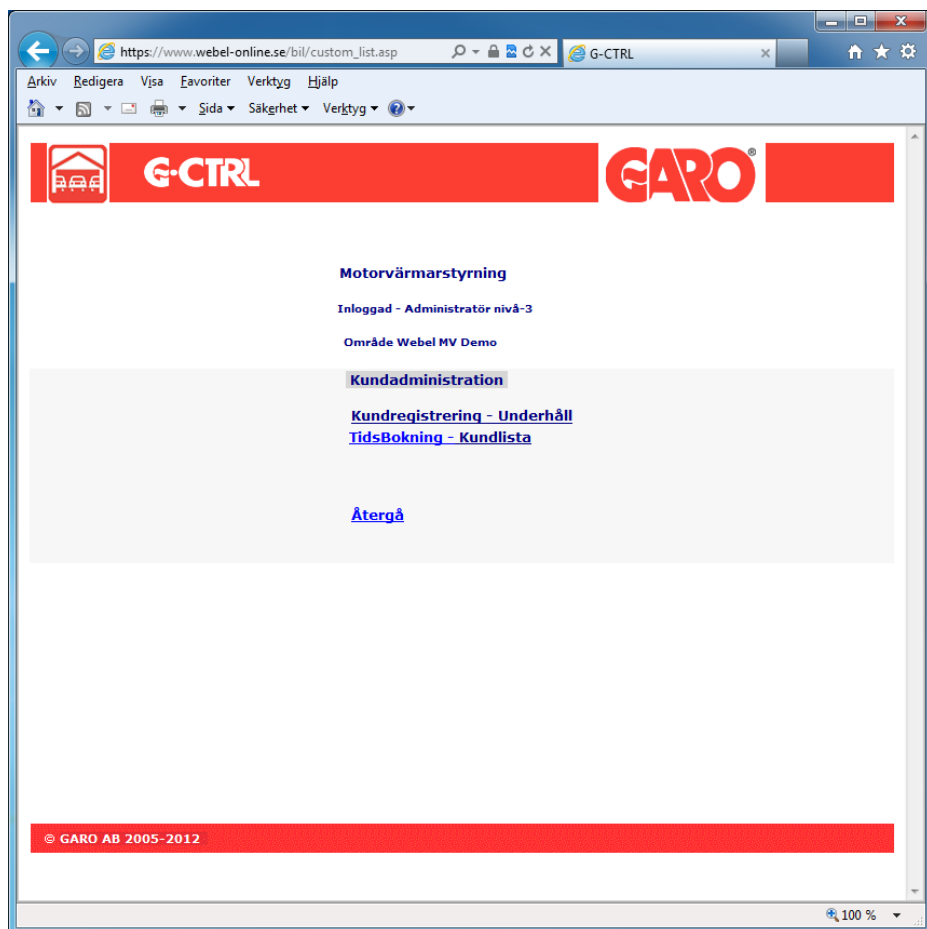 https://www.webel-online.se/bil/custom_list.asp
G-CTRL
Arkiv Redigera Visa Favoriter Verktyg Hjälp
Sida Säkerhet Verktyg
G-CTRL GARO®
Motorvärmarstyrning
Inloggad - Administratör nivå-3
Område Webel MV Demo
Kundadministration
Kundregistrering - Underhåll
TidsBokning - Kundlista
Återgå
© GARO AB 2005-2012
100 %